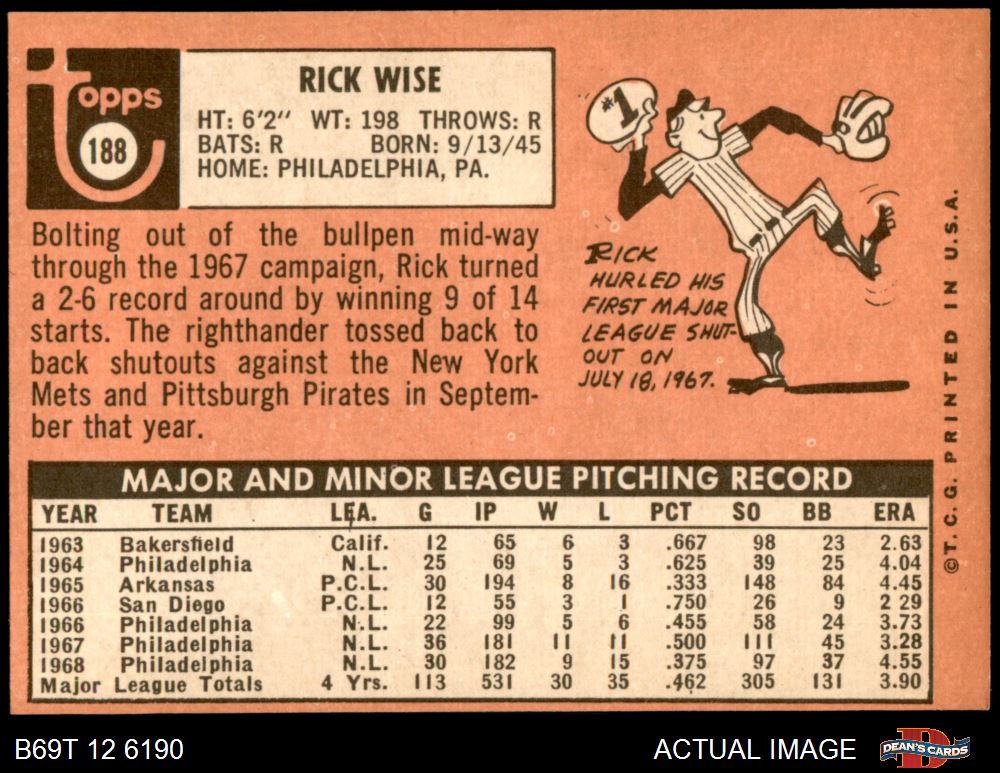 topps
188
RICK WISE
HT: 6'2" WT: 198 THROWS: R
BATS: R BORN: 9/13/45
HOME: PHILADELPHIA, PA.
Bolting out of the bullpen mid-way
through the 1967 campaign, Rick turned
a 2-6 record around by winning 9 of 14
starts. The righthander tossed back to
back shutouts against the New York
Mets and Pittsburgh Pirates in Septem-
ber that year.
#1
RICK
HURLED HIS
FIRST MAJOR
LEAGUE SHUT-
OUT ON
JULY 18, 1967.
© T. C. G. PRINTED IN U.S.A.
MAJOR AND MINOR LEAGUE PITCHING RECORD
YEAR TEAM LEA. G IP W L PCT SO BB ERA
1963 Bakersfield Calif. 12 65 6 3 .667 98 23 2.63
1964 Philadelphia N.L. 25 69 5 3 .625 39 25 4.04
1965 Arkansas P.C.L. 30 194 8 16 .333 148 84 4.45
1966 San Diego P.C.L. 12 55 3 1 .750 26 9 2 29
1966 Philadelphia N.L. 22 99 5 6 .455 58 24 3.73
1967 Philadelphia N.L. 36 181 11 11 .500 111 45 3.28
1968 Philadelphia N.L. 30 182 9 15 .375 97 37 4.55
Major League Totals 4 Yrs. 113 531 30 35 .462 305 131 3.90
B69T 12 6190
ACTUAL IMAGE
DEAN'S CARDS